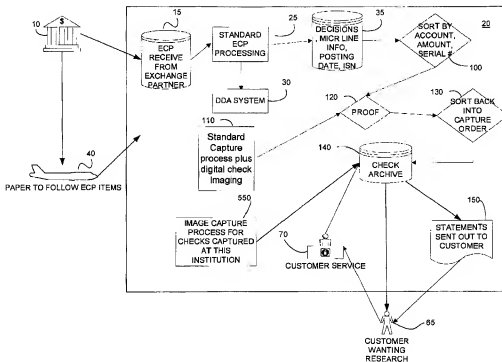 10
$
15
ECP
RECEIVE
FROM
EXCHANGE
PARTNER
25
STANDARD
ECP
PROCESSING
35
DECISIONS
, MICR LINE
INFO,
POSTING
DATE, ISN
20
SORT BY
ACCOUNT,
AMOUNT,
SERIAL #
100
30
DDA SYSTEM
120
PROOF
130
SORT BACK
INTO
CAPTURE
ORDER
40
PAPER TO FOLLOW ECP ITEMS
110
Standard
Capture
process plus
digital check
Imaging
140
CHECK
ARCHIVE
550
IMAGE CAPTURE
PROCESS FOR
CHECKS CAPTURED
AT THIS
INSTITUTION
70
CUSTOMER SERVICE
150
STATEMENTS
SENT OUT TO
CUSTOMER
65
CUSTOMER
WANTING
RESEARCH